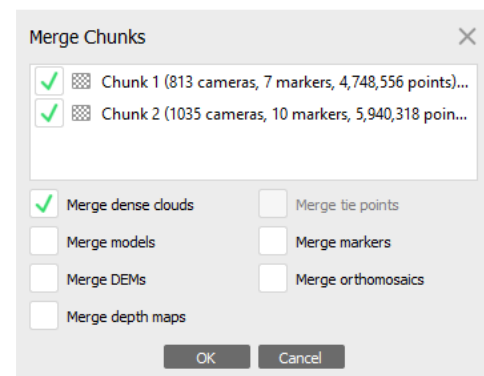 Merge Chunks
Chunk 1 (813 cameras, 7 markers, 4,748,556 points)...
Chunk 2 (1035 cameras, 10 markers, 5,940,318 poin...
Merge dense clouds
Merge tie points
Merge models
Merge markers
Merge DEMs
Merge orthomosaics
Merge depth maps
OK
Cancel